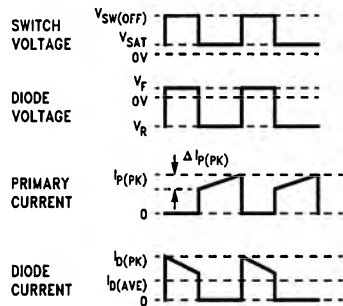 SWITCH
VOLTAGE
VSW(OFF)
VSAT
0V
DIODE
VOLTAGE
VF
0V
VR
PRIMARY
CURRENT
IP(PK)
Δ IP(PK)
0
DIODE
CURRENT
ID(PK)
ID(AVE)
0